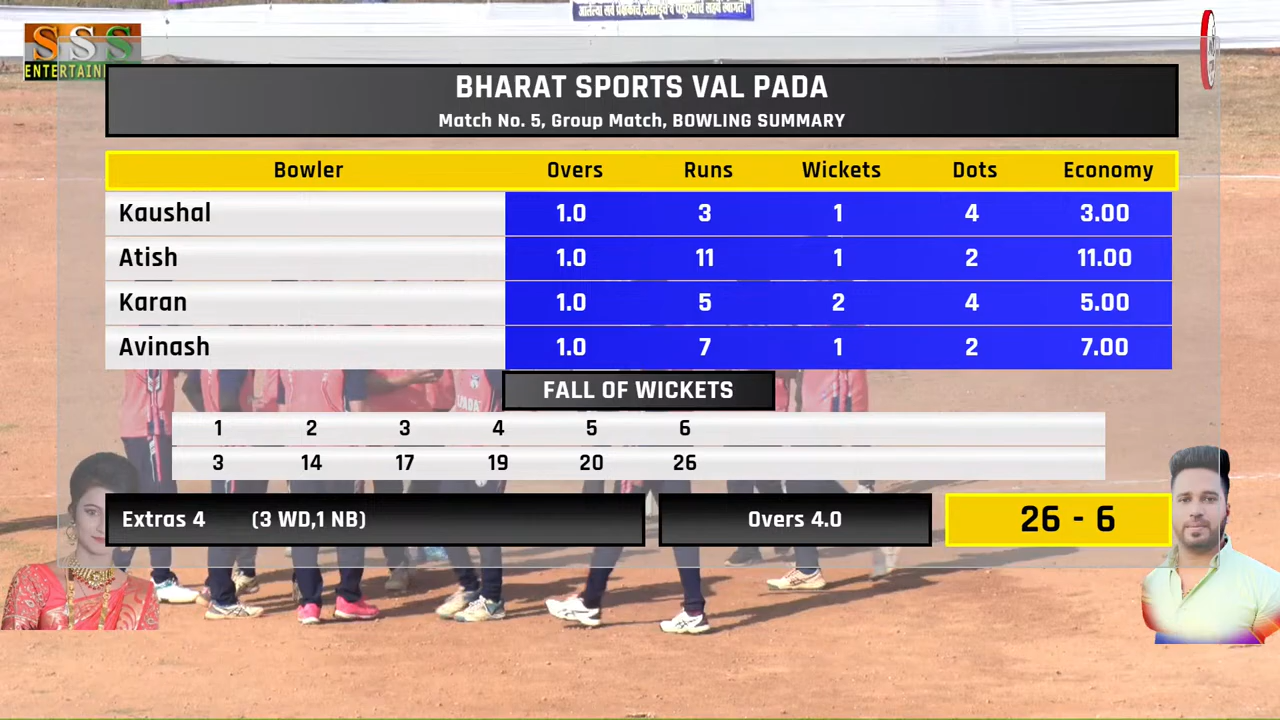 SSS
ENTERTAIN
BHARAT SPORTS VAL PADA
Match No. 5, Group Match, BOWLING SUMMARY
Bowler Overs Runs Wickets Dots Economy
Kaushal 1.0 3 1 4 3.00
Atish 1.0 11 1 2 11.00
Karan 1.0 5 2 4 5.00
Avinash 1.0 7 1 2 7.00
FALL OF WICKETS
1 2 3 4 5 6
3 14 17 19 20 26
Extras 4 (3 WD,1 NB) Overs 4.0 26 - 6